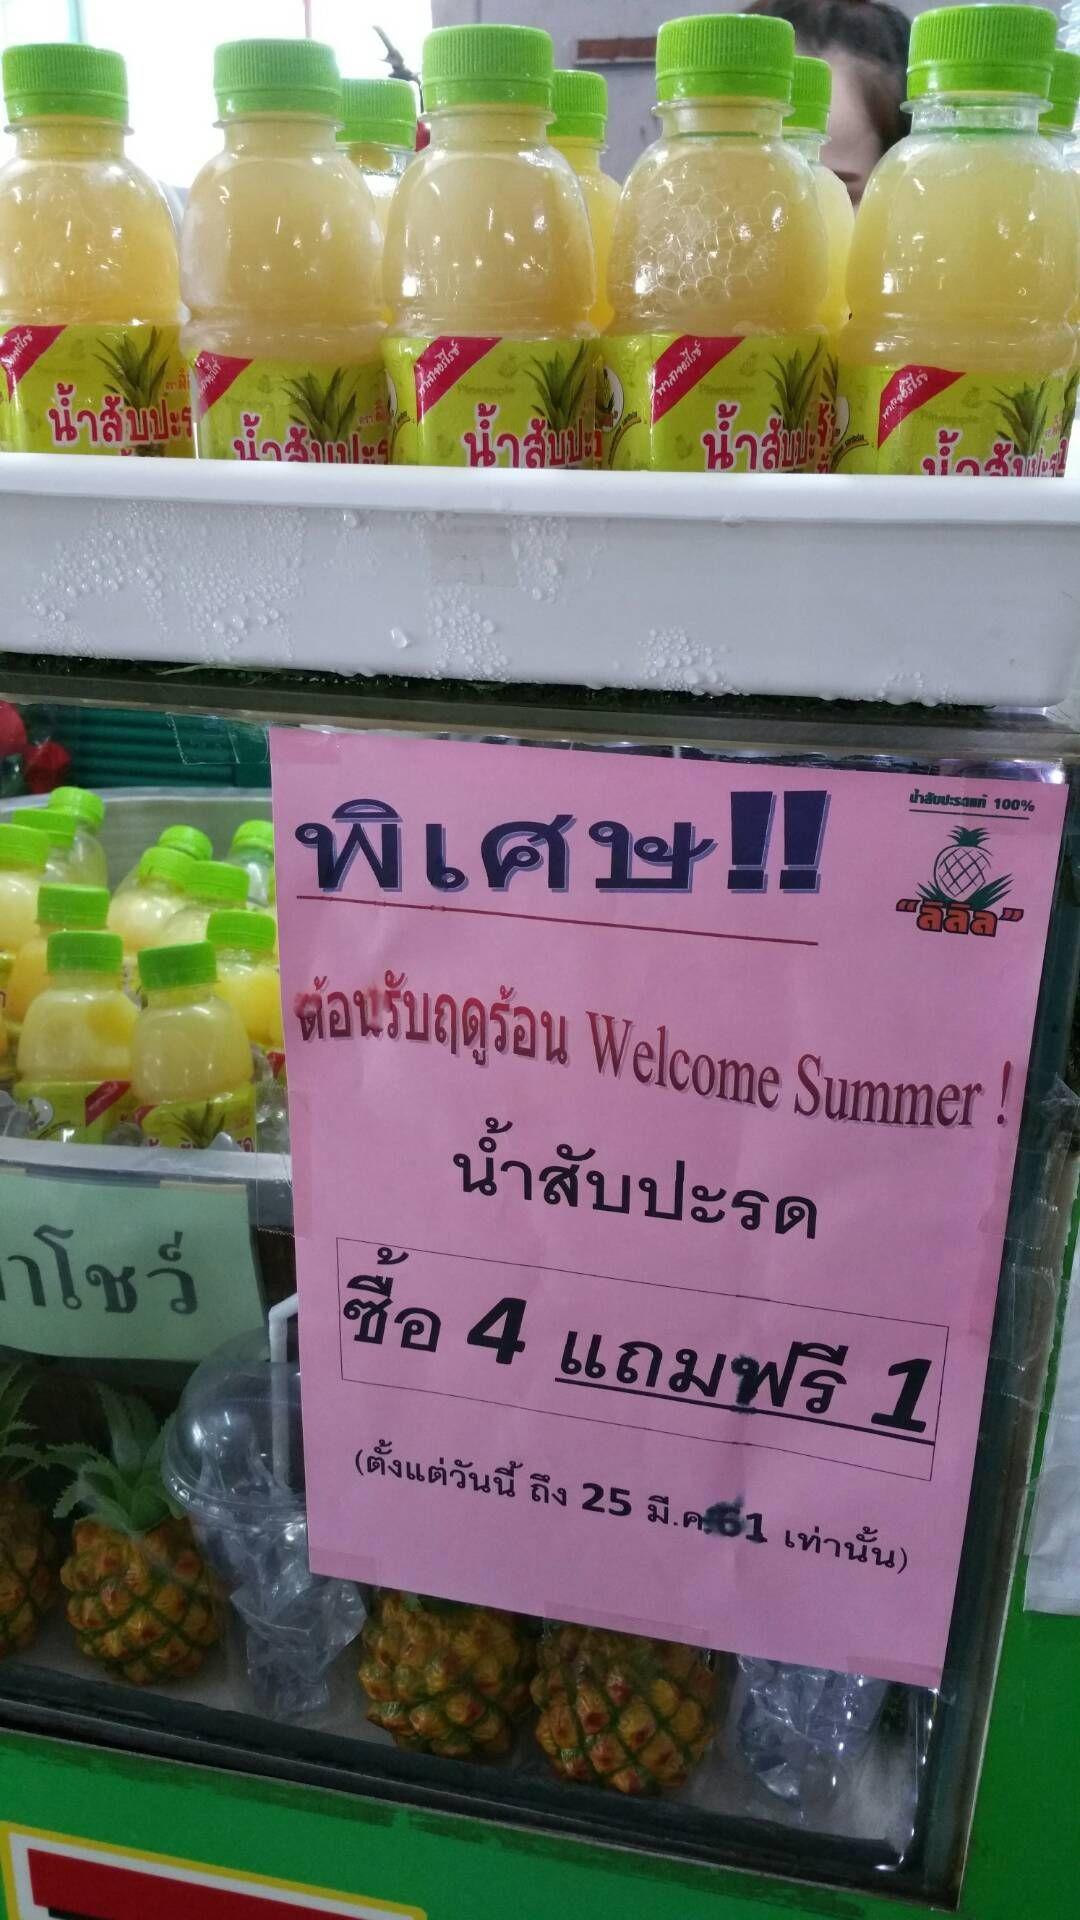 น้ำสับปะร
น้ำสับปะร
น้ำสับปะ
น้ำสับปะ
น้ำสับปะร
Pineapple
พิเศษ!!
น้ำสับปะรดแท้ 100%
"ลิลิล"
ต้อนรับฤดูร้อน Welcome Summer !
น้ำสับปะรด
ซื้อ 4 แถมฟรี 1
(ตั้งแต่วันนี้ ถึง 25 มี.ค.61 เท่านั้น)
โชว์